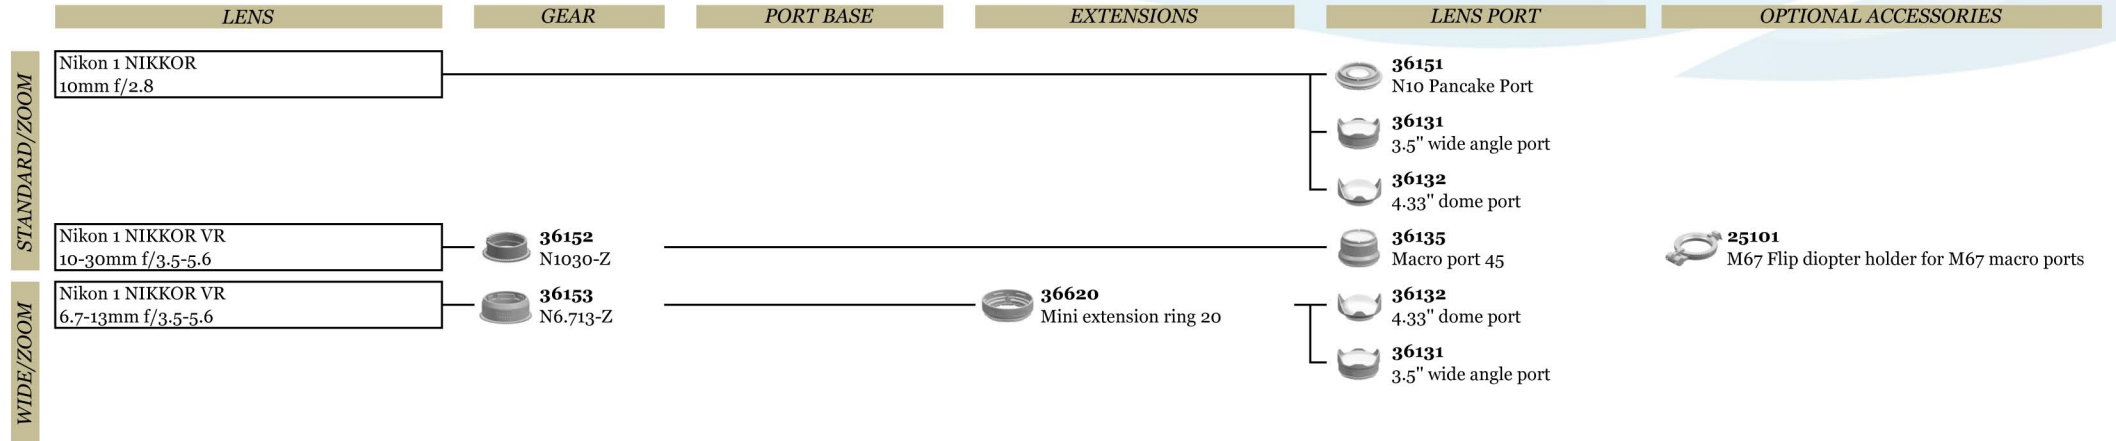 LENS
GEAR
PORT BASE
EXTENSIONS
LENS PORT
OPTIONAL ACCESSORIES
STANDARD/ZOOM
Nikon 1 NIKKOR
10mm f/2.8
36151
N10 Pancake Port
36131
3.5" wide angle port
36132
4.33" dome port
Nikon 1 NIKKOR VR
10-30mm f/3.5-5.6
36152
N1030-Z
36135
Macro port 45
25101
M67 Flip diopter holder for M67 macro ports
WIDE/ZOOM
Nikon 1 NIKKOR VR
6.7-13mm f/3.5-5.6
36153
N6.713-Z
36620
Mini extension ring 20
36132
4.33" dome port
36131
3.5" wide angle port